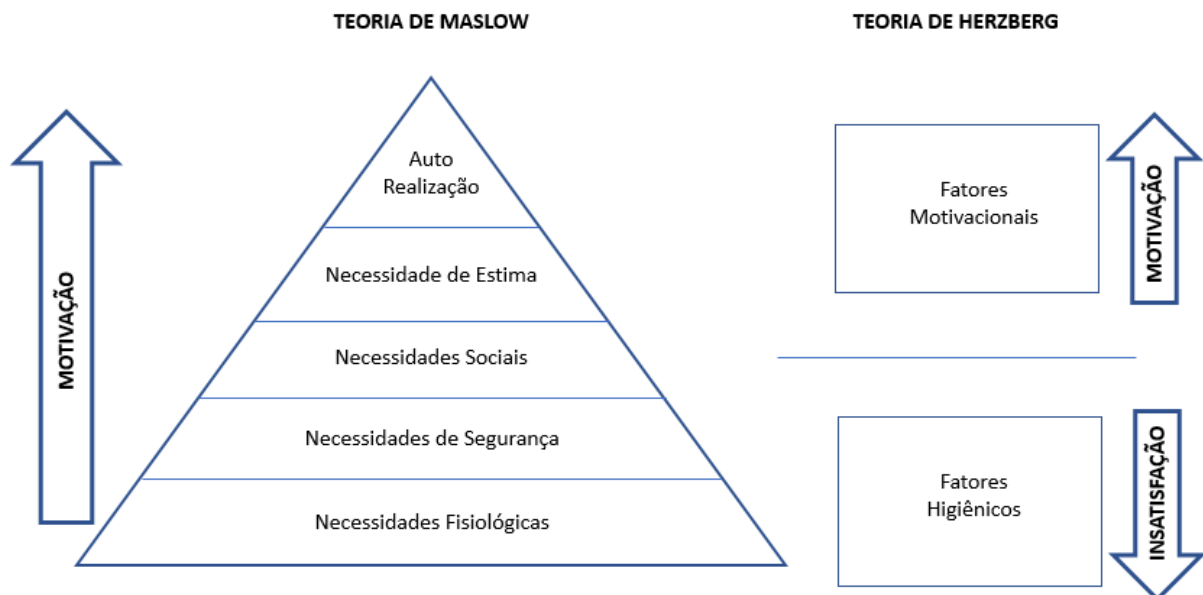 TEORIA DE MASLOW
TEORIA DE HERZBERG
MOTIVAÇÃO
Auto
Realização
Necessidade de Estima
Necessidades Sociais
Necessidades de Segurança
Necessidades Fisiológicas
Fatores
Motivacionais
MOTIVAÇÃO
Fatores
Higiênicos
INSATISFAÇÃO